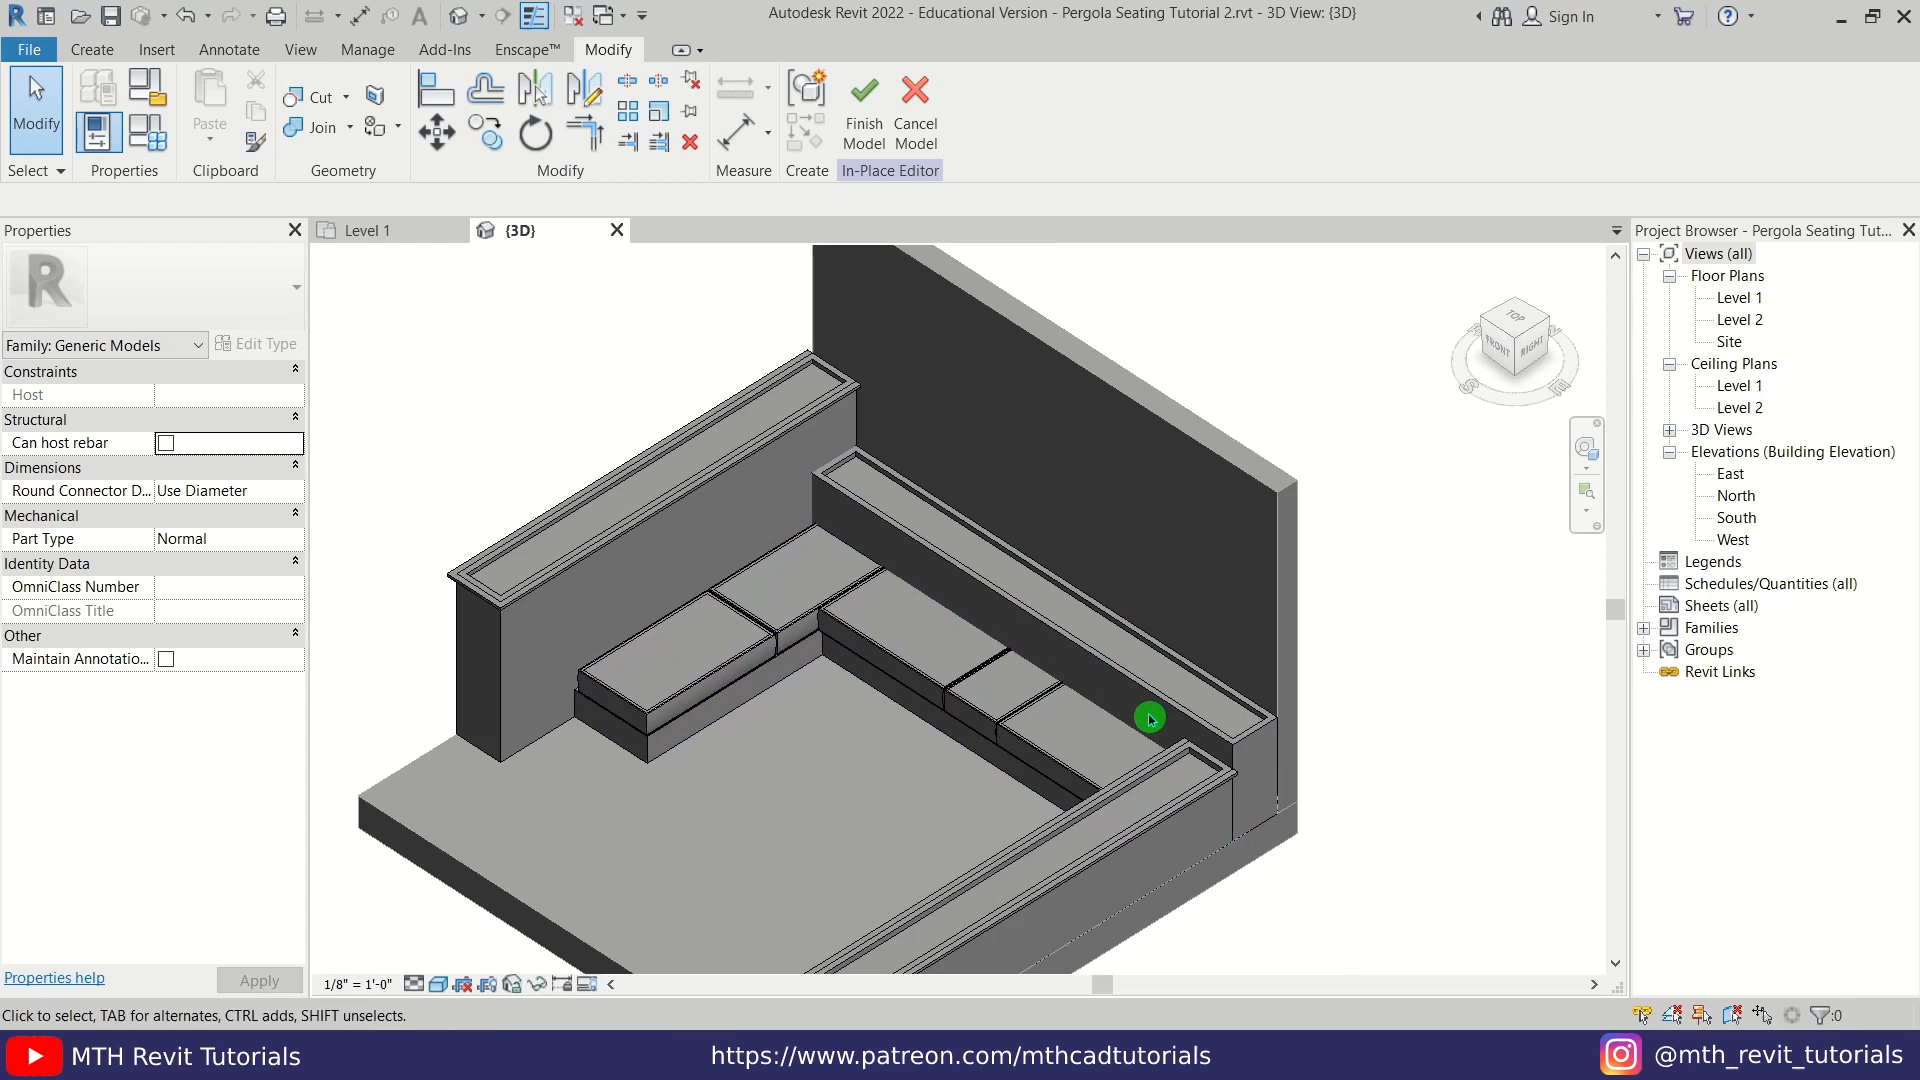 Autodesk Revit 2022 - Educational Version - Pergola Seating Tutorial 2.rvt - 3D View: {3D}
Sign In
File
Create
Insert
Annotate
View
Manage
Add-Ins
Enscape™
Modify
Modify
Paste
Cut
Join
Finish Model
Cancel Model
Select
Properties
Clipboard
Geometry
Modify
Measure
Create
In-Place Editor
Properties
Level 1
{3D}
Project Browser - Pergola Seating Tut...
Family: Generic Models
Edit Type
Constraints
Host
Structural
Can host rebar
Dimensions
Round Connector D... Use Diameter
Mechanical
Part Type Normal
Identity Data
OmniClass Number
OmniClass Title
Other
Maintain Annotatio...
Properties help
Apply
TOP
FRONT
RIGHT
Views (all)
Floor Plans
Level 1
Level 2
Site
Ceiling Plans
Level 1
Level 2
3D Views
Elevations (Building Elevation)
East
North
South
West
Legends
Schedules/Quantities (all)
Sheets (all)
Families
Groups
Revit Links
1/8" = 1'-0"
Click to select, TAB for alternates, CTRL adds, SHIFT unselects.
:0
MTH Revit Tutorials
https://www.patreon.com/mthcadtutorials
@mth_revit_tutorials